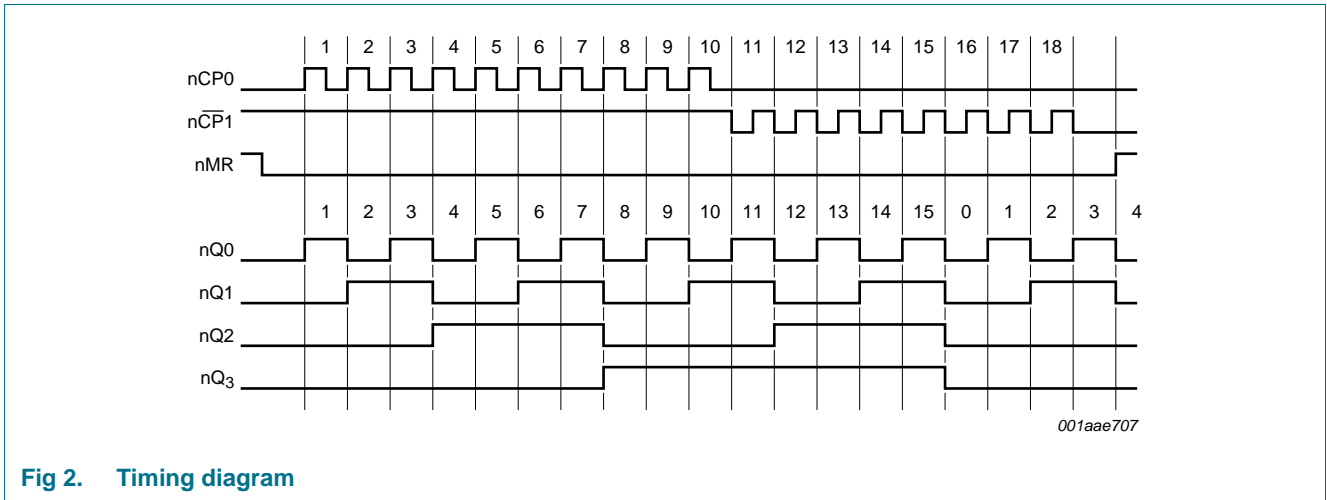 1 2 3 4 5 6 7 8 9 10 11 12 13 14 15 16 17 18
nCP0
nC̅P̅1
nMR
1 2 3 4 5 6 7 8 9 10 11 12 13 14 15 0 1 2 3 4
nQ0
nQ1
nQ2
nQ₃
001aae707
Fig 2. Timing diagram